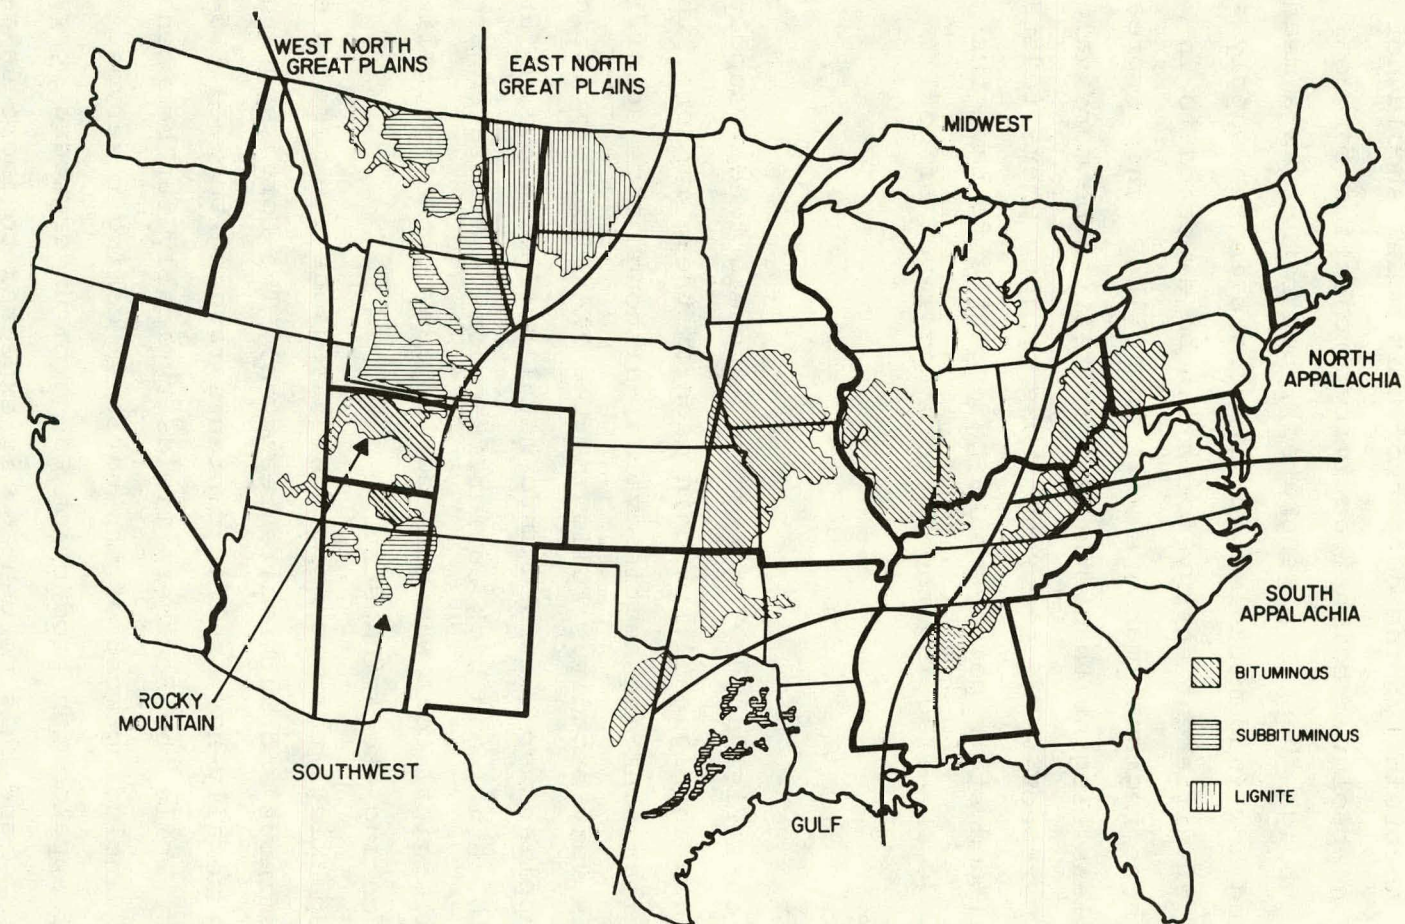 WEST NORTH
GREAT PLAINS
EAST NORTH
GREAT PLAINS
MIDWEST
NORTH
APPALACHIA
SOUTH
APPALACHIA
BITUMINOUS
SUBBITUMINOUS
LIGNITE
ROCKY
MOUNTAIN
SOUTHWEST
GULF